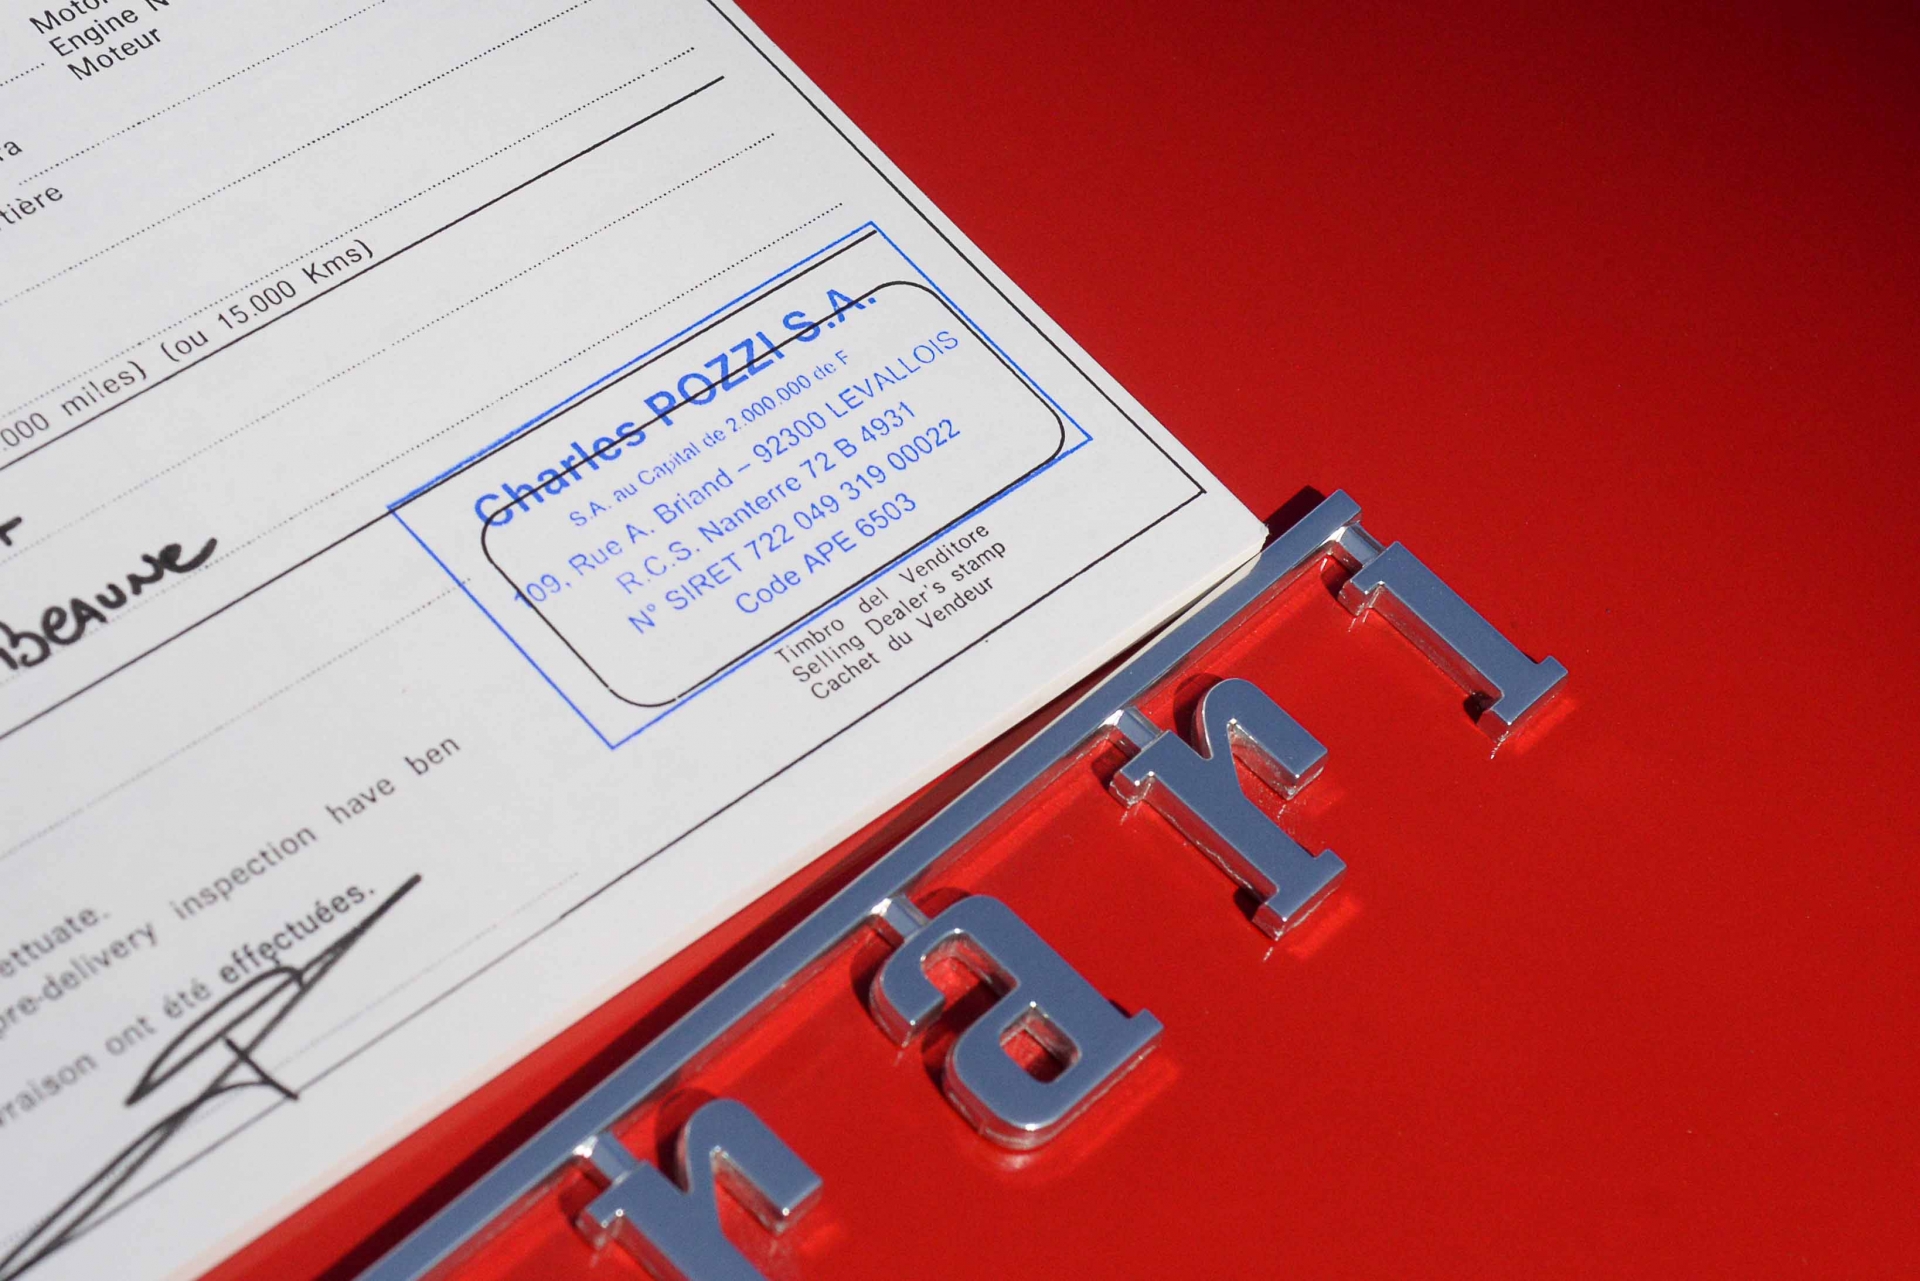 Engine N
Moteur
tière
.000 miles) (ou 15.000 Kms)
BEAUNE
Charles POZZI S.A.
S.A. au Capital de 2.000.000 de F
109, Rue A. Briand – 92300 LEVALLOIS
R.C.S. Nanterre 72 B 4931
N° SIRET 722 049 319 00022
Code APE 6503
Timbro del Venditore
Selling Dealer's stamp
Cachet du Vendeur
ettuate.
pre-delivery inspection have ben
vraison ont été effectuées.
rari